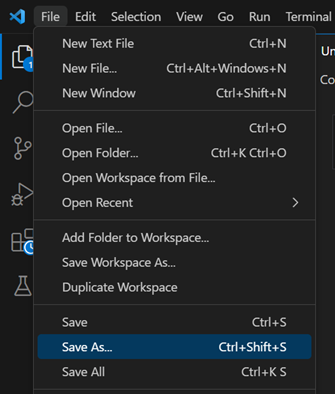 File Edit Selection View Go Run Terminal
New Text File Ctrl+N
New File... Ctrl+Alt+Windows+N
New Window Ctrl+Shift+N
Open File... Ctrl+O
Open Folder... Ctrl+K Ctrl+O
Open Workspace from File...
Open Recent
Add Folder to Workspace...
Save Workspace As...
Duplicate Workspace
Save Ctrl+S
Save As... Ctrl+Shift+S
Save All Ctrl+K S
1
Un
Co